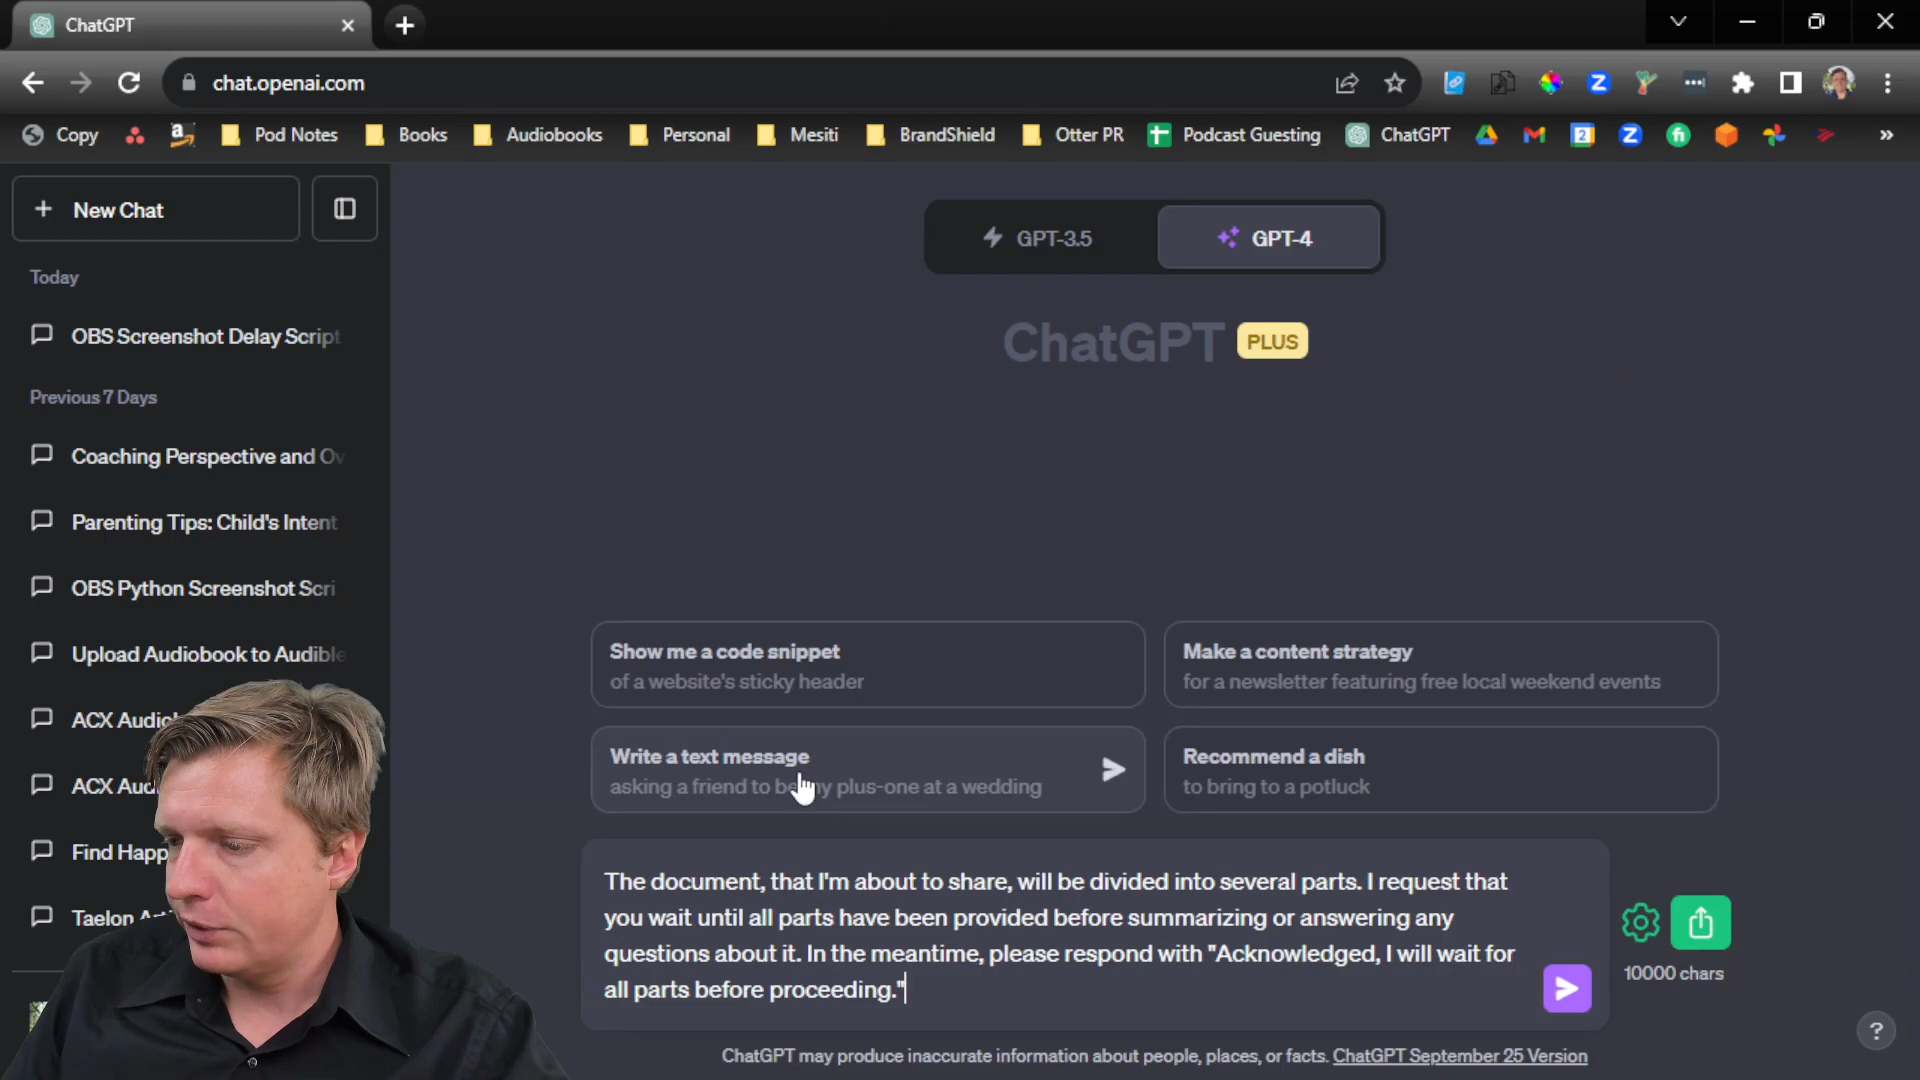 ChatGPT
chat.openai.com
Copy
Pod Notes
Books
Audiobooks
Personal
Mesiti
BrandShield
Otter PR
Podcast Guesting
ChatGPT
New Chat
Today
OBS Screenshot Delay Script
Previous 7 Days
Coaching Perspective and Ov
Parenting Tips: Child's Intent
OBS Python Screenshot Scri
Upload Audiobook to Audible
ACX
ACX
Find
Taelon
GPT-3.5
GPT-4
ChatGPT PLUS
Show me a code snippet
of a website's sticky header
Make a content strategy
for a newsletter featuring free local weekend events
Write a text message
asking a friend to be my plus-one at a wedding
Recommend a dish
to bring to a potluck
The document, that I'm about to share, will be divided into several parts. I request that
you wait until all parts have been provided before summarizing or answering any
questions about it. In the meantime, please respond with "Acknowledged, I will wait for
all parts before proceeding."
10000 chars
?
ChatGPT may produce inaccurate information about people, places, or facts. ChatGPT September 25 Version